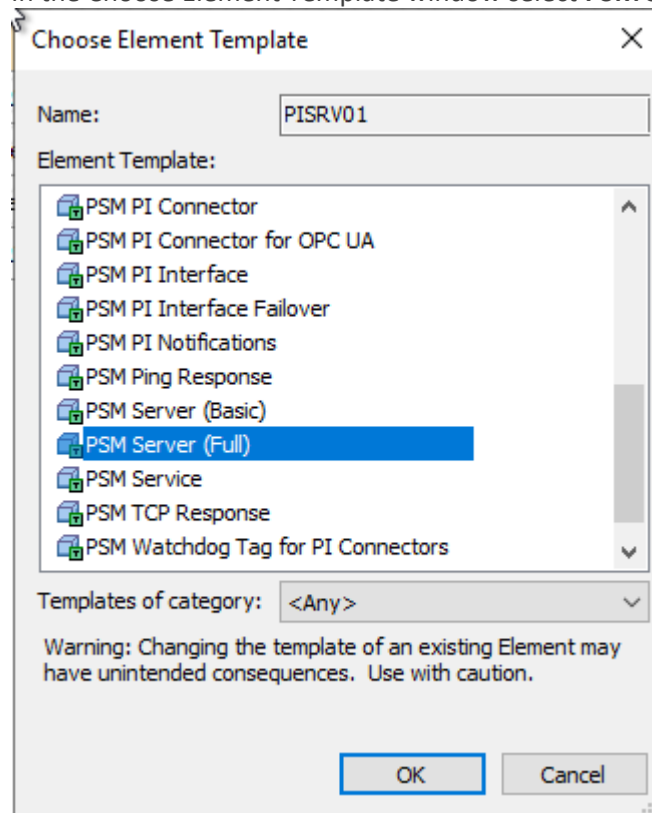 Choose Element Template
Name:
PISRV01
Element Template:
PSM PI Connector
PSM PI Connector for OPC UA
PSM PI Interface
PSM PI Interface Failover
PSM PI Notifications
PSM Ping Response
PSM Server (Basic)
PSM Server (Full)
PSM Service
PSM TCP Response
PSM Watchdog Tag for PI Connectors
Templates of category:
<Any>
Warning: Changing the template of an existing Element may
have unintended consequences. Use with caution.
OK
Cancel